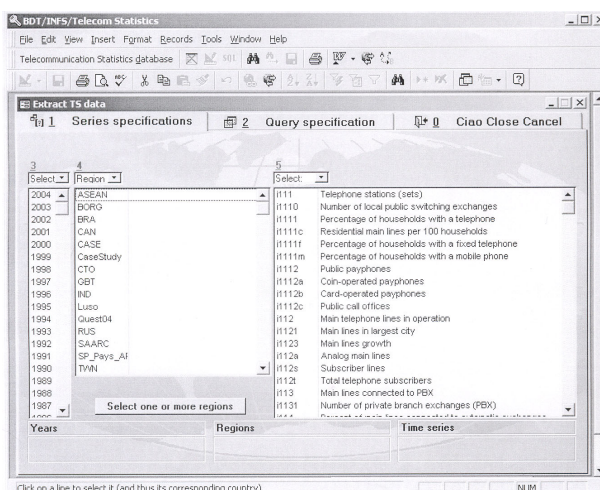 BDT/INFS/Telecom Statistics
File Edit View Insert Format Records Tools Window Help
Telecommunication Statistics database SQL
Extract TS data
1 Series specifications 2 Query specification 0 Ciao Close Cancel
3 4 5
Select Region Select:
2004
2003
2002
2001
2000
1999
1998
1997
1996
1995
1994
1993
1992
1991
1990
1989
1988
1987
ASEAN
BORG
BRA
CAN
CASE
CaseStudy
CTO
GBT
IND
Luso
Quest04
RUS
SAARC
SP_Pays_AF
TWN
Select one or more regions
i111 Telephone stations (sets)
i1110 Number of local public switching exchanges
i1111 Percentage of households with a telephone
i1111c Residential main lines per 100 households
i1111f Percentage of households with a fixed telephone
i1111m Percentage of households with a mobile phone
i1112 Public payphones
i1112a Coin-operated payphones
i1112b Card-operated payphones
i1112c Public call offices
i112 Main telephone lines in operation
i1121 Main lines in largest city
i1123 Main lines growth
i112a Analog main lines
i112s Subscriber lines
i112t Total telephone subscribers
i113 Main lines connected to PBX
i1131 Number of private branch exchanges (PBX)
Years Regions Time series
Click on a line to select it (and thus its corresponding country) NUM